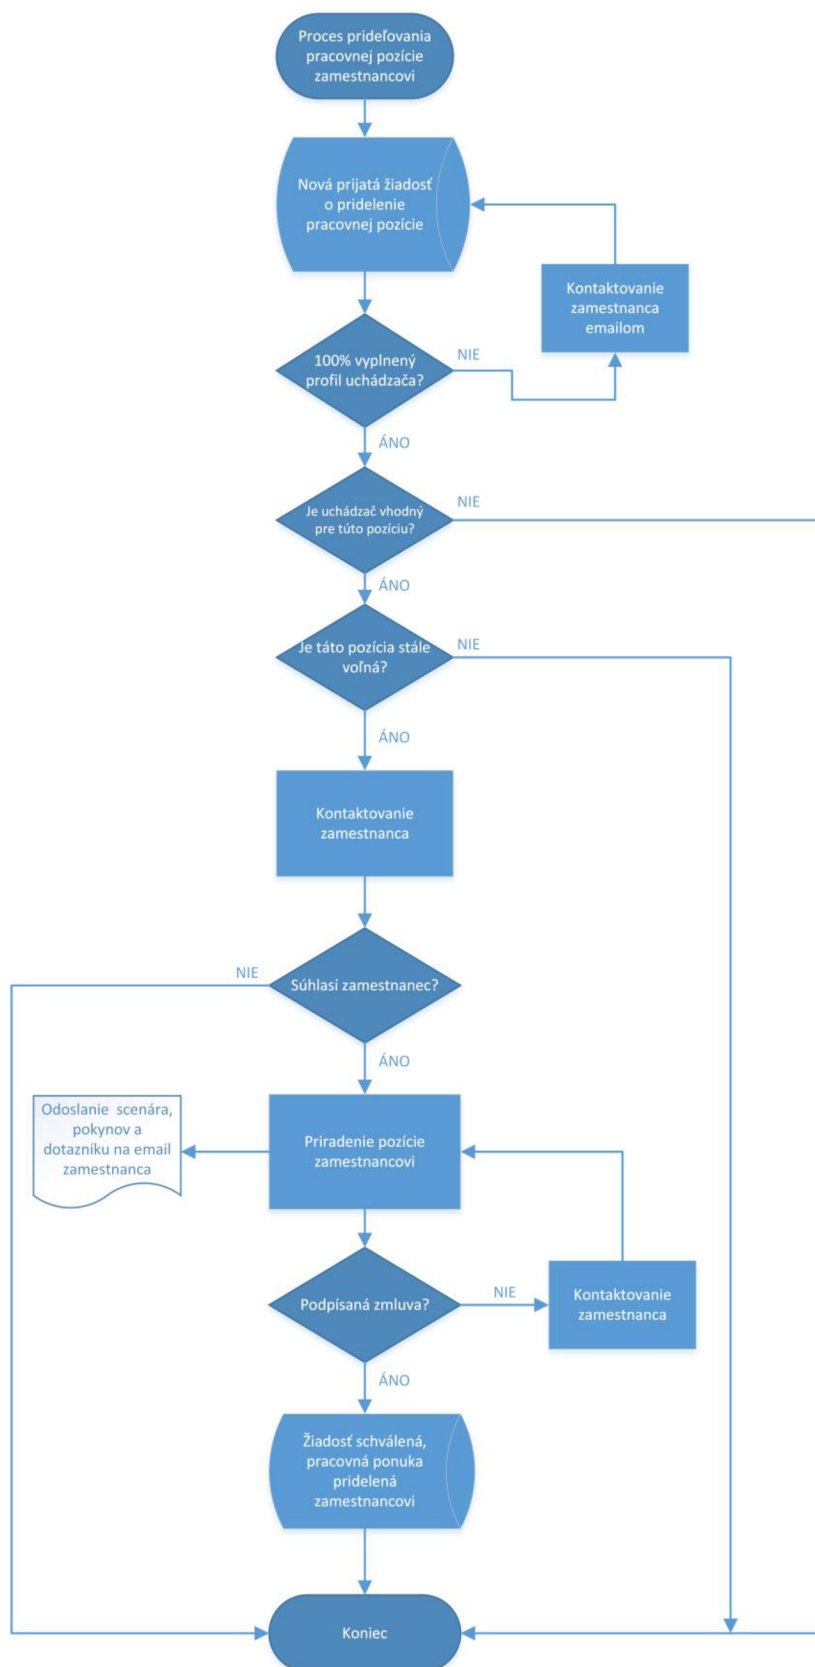 Proces prideľovania
pracovnej pozície
zamestnancovi
Nová prijatá žiadosť
o pridelenie
pracovnej pozície
Kontaktovanie
zamestnanca
emailom
100% vyplnený
profil uchádzača?
NIE
ÁNO
Je uchádzač vhodný
pre túto pozíciu?
NIE
ÁNO
Je táto pozícia stále
voľná?
NIE
ÁNO
Kontaktovanie
zamestnanca
NIE
Súhlasí zamestnanec?
ÁNO
Odoslanie scenára,
pokynov a
dotazníku na email
zamestnanca
Priradenie pozície
zamestnancovi
Podpísaná zmluva?
NIE
Kontaktovanie
zamestnanca
ÁNO
Žiadosť schválená,
pracovná ponuka
pridelená
zamestnancovi
Koniec